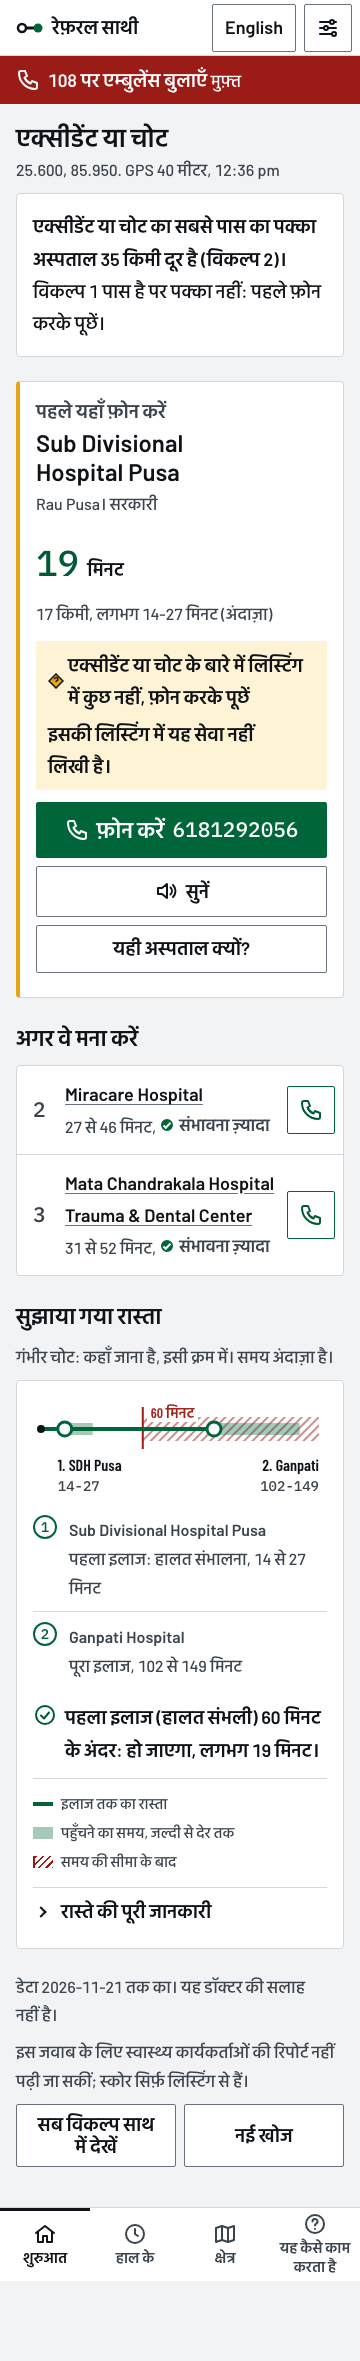 रेफ़रल साथी
English
108 पर एम्बुलेंस बुलाएँ मुफ़्त
एक्सीडेंट या चोट
25.600, 85.950. GPS 40 मीटर, 12:36 pm
एक्सीडेंट या चोट का सबसे पास का पक्का
अस्पताल 35 किमी दूर है (विकल्प 2)।
विकल्प 1 पास है पर पक्का नहीं: पहले फ़ोन
करके पूछें।
पहले यहाँ फ़ोन करें
Sub Divisional
Hospital Pusa
Rau Pusa। सरकारी
19 मिनट
17 किमी, लगभग 14-27 मिनट (अंदाज़ा)
एक्सीडेंट या चोट के बारे में लिस्टिंग
में कुछ नहीं, फ़ोन करके पूछें
इसकी लिस्टिंग में यह सेवा नहीं
लिखी है।
फ़ोन करें 6181292056
सुनें
यही अस्पताल क्यों?
अगर वे मना करें
2
Miracare Hospital
27 से 46 मिनट, संभावना ज़्यादा
3
Mata Chandrakala Hospital
Trauma & Dental Center
31 से 52 मिनट, संभावना ज़्यादा
सुझाया गया रास्ता
गंभीर चोट: कहाँ जाना है, इसी क्रम में। समय अंदाज़ा है।
60 मिनट
1. SDH Pusa 2. Ganpati
14-27 102-149
1 Sub Divisional Hospital Pusa
पहला इलाज: हालत संभालना, 14 से 27
मिनट
2 Ganpati Hospital
पूरा इलाज, 102 से 149 मिनट
पहला इलाज (हालत संभली) 60 मिनट
के अंदर: हो जाएगा, लगभग 19 मिनट।
इलाज तक का रास्ता
पहुँचने का समय, जल्दी से देर तक
समय की सीमा के बाद
रास्ते की पूरी जानकारी
डेटा 2026-11-21 तक का। यह डॉक्टर की सलाह
नहीं है।
इस जवाब के लिए स्वास्थ्य कार्यकर्ताओं की रिपोर्ट नहीं
पढ़ी जा सकीं; स्कोर सिर्फ़ लिस्टिंग से हैं।
सब विकल्प साथ
में देखें
नई खोज
शुरुआत
हाल के
क्षेत्र
यह कैसे काम
करता है